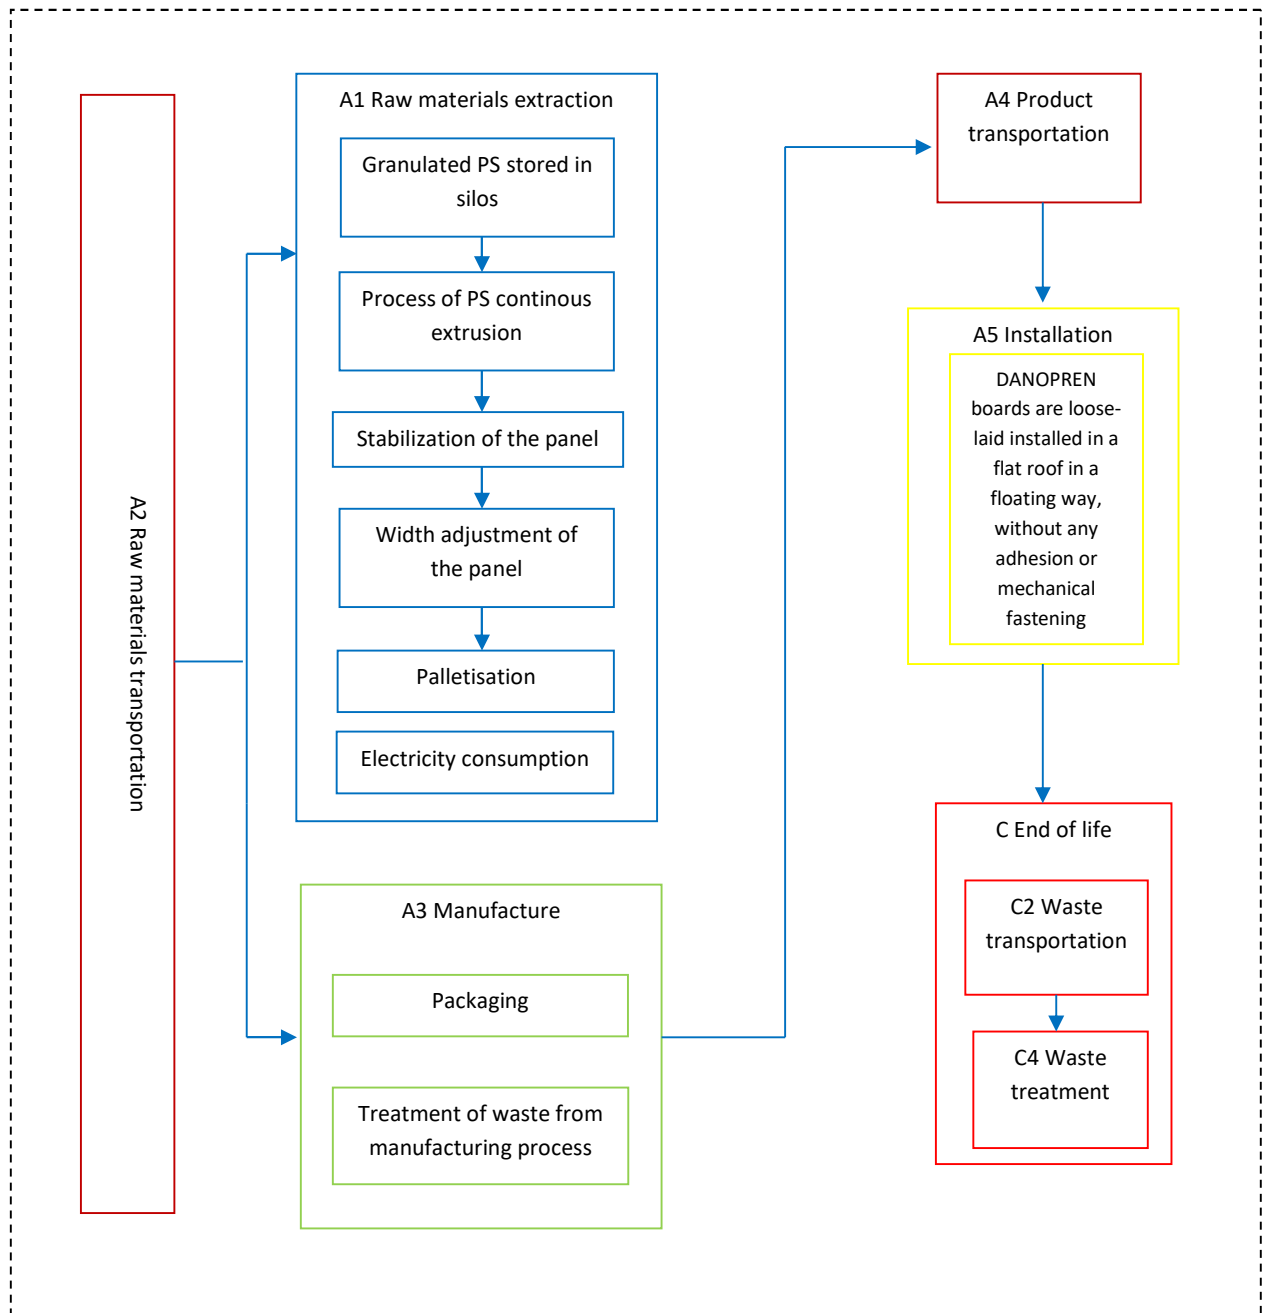 A2 Raw materials transportation
A1 Raw materials extraction
Granulated PS stored in
silos
Process of PS continous
extrusion
Stabilization of the panel
Width adjustment of
the panel
Palletisation
Electricity consumption
A3 Manufacture
Packaging
Treatment of waste from
manufacturing process
A4 Product
transportation
A5 Installation
DANOPREN
boards are loose-
laid installed in a
flat roof in a
floating way,
without any
adhesion or
mechanical
fastening
C End of life
C2 Waste
transportation
C4 Waste
treatment